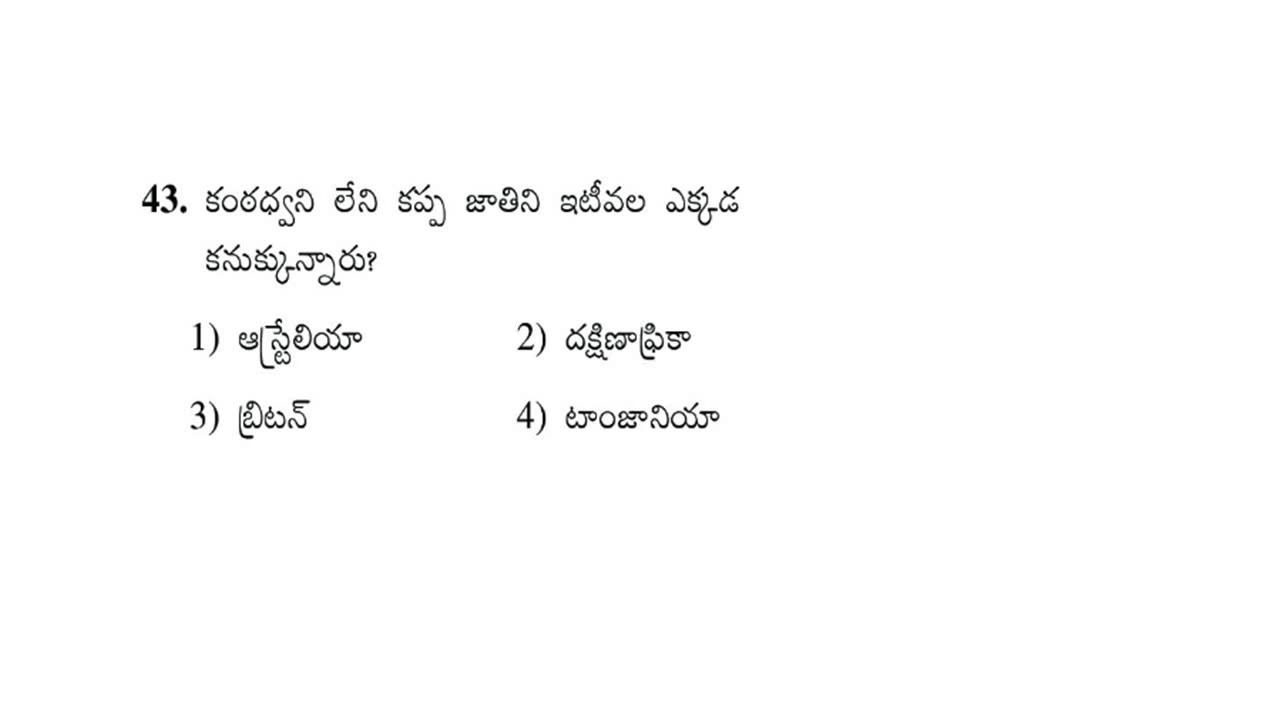 43. కంఠధ్వని లేని కప్ప జాతిని ఇటీవల ఎక్కడ
కనుక్కున్నారు?
1) ఆస్ట్రేలియా 2) దక్షిణాఫ్రికా
3) బ్రిటన్ 4) టాంజానియా